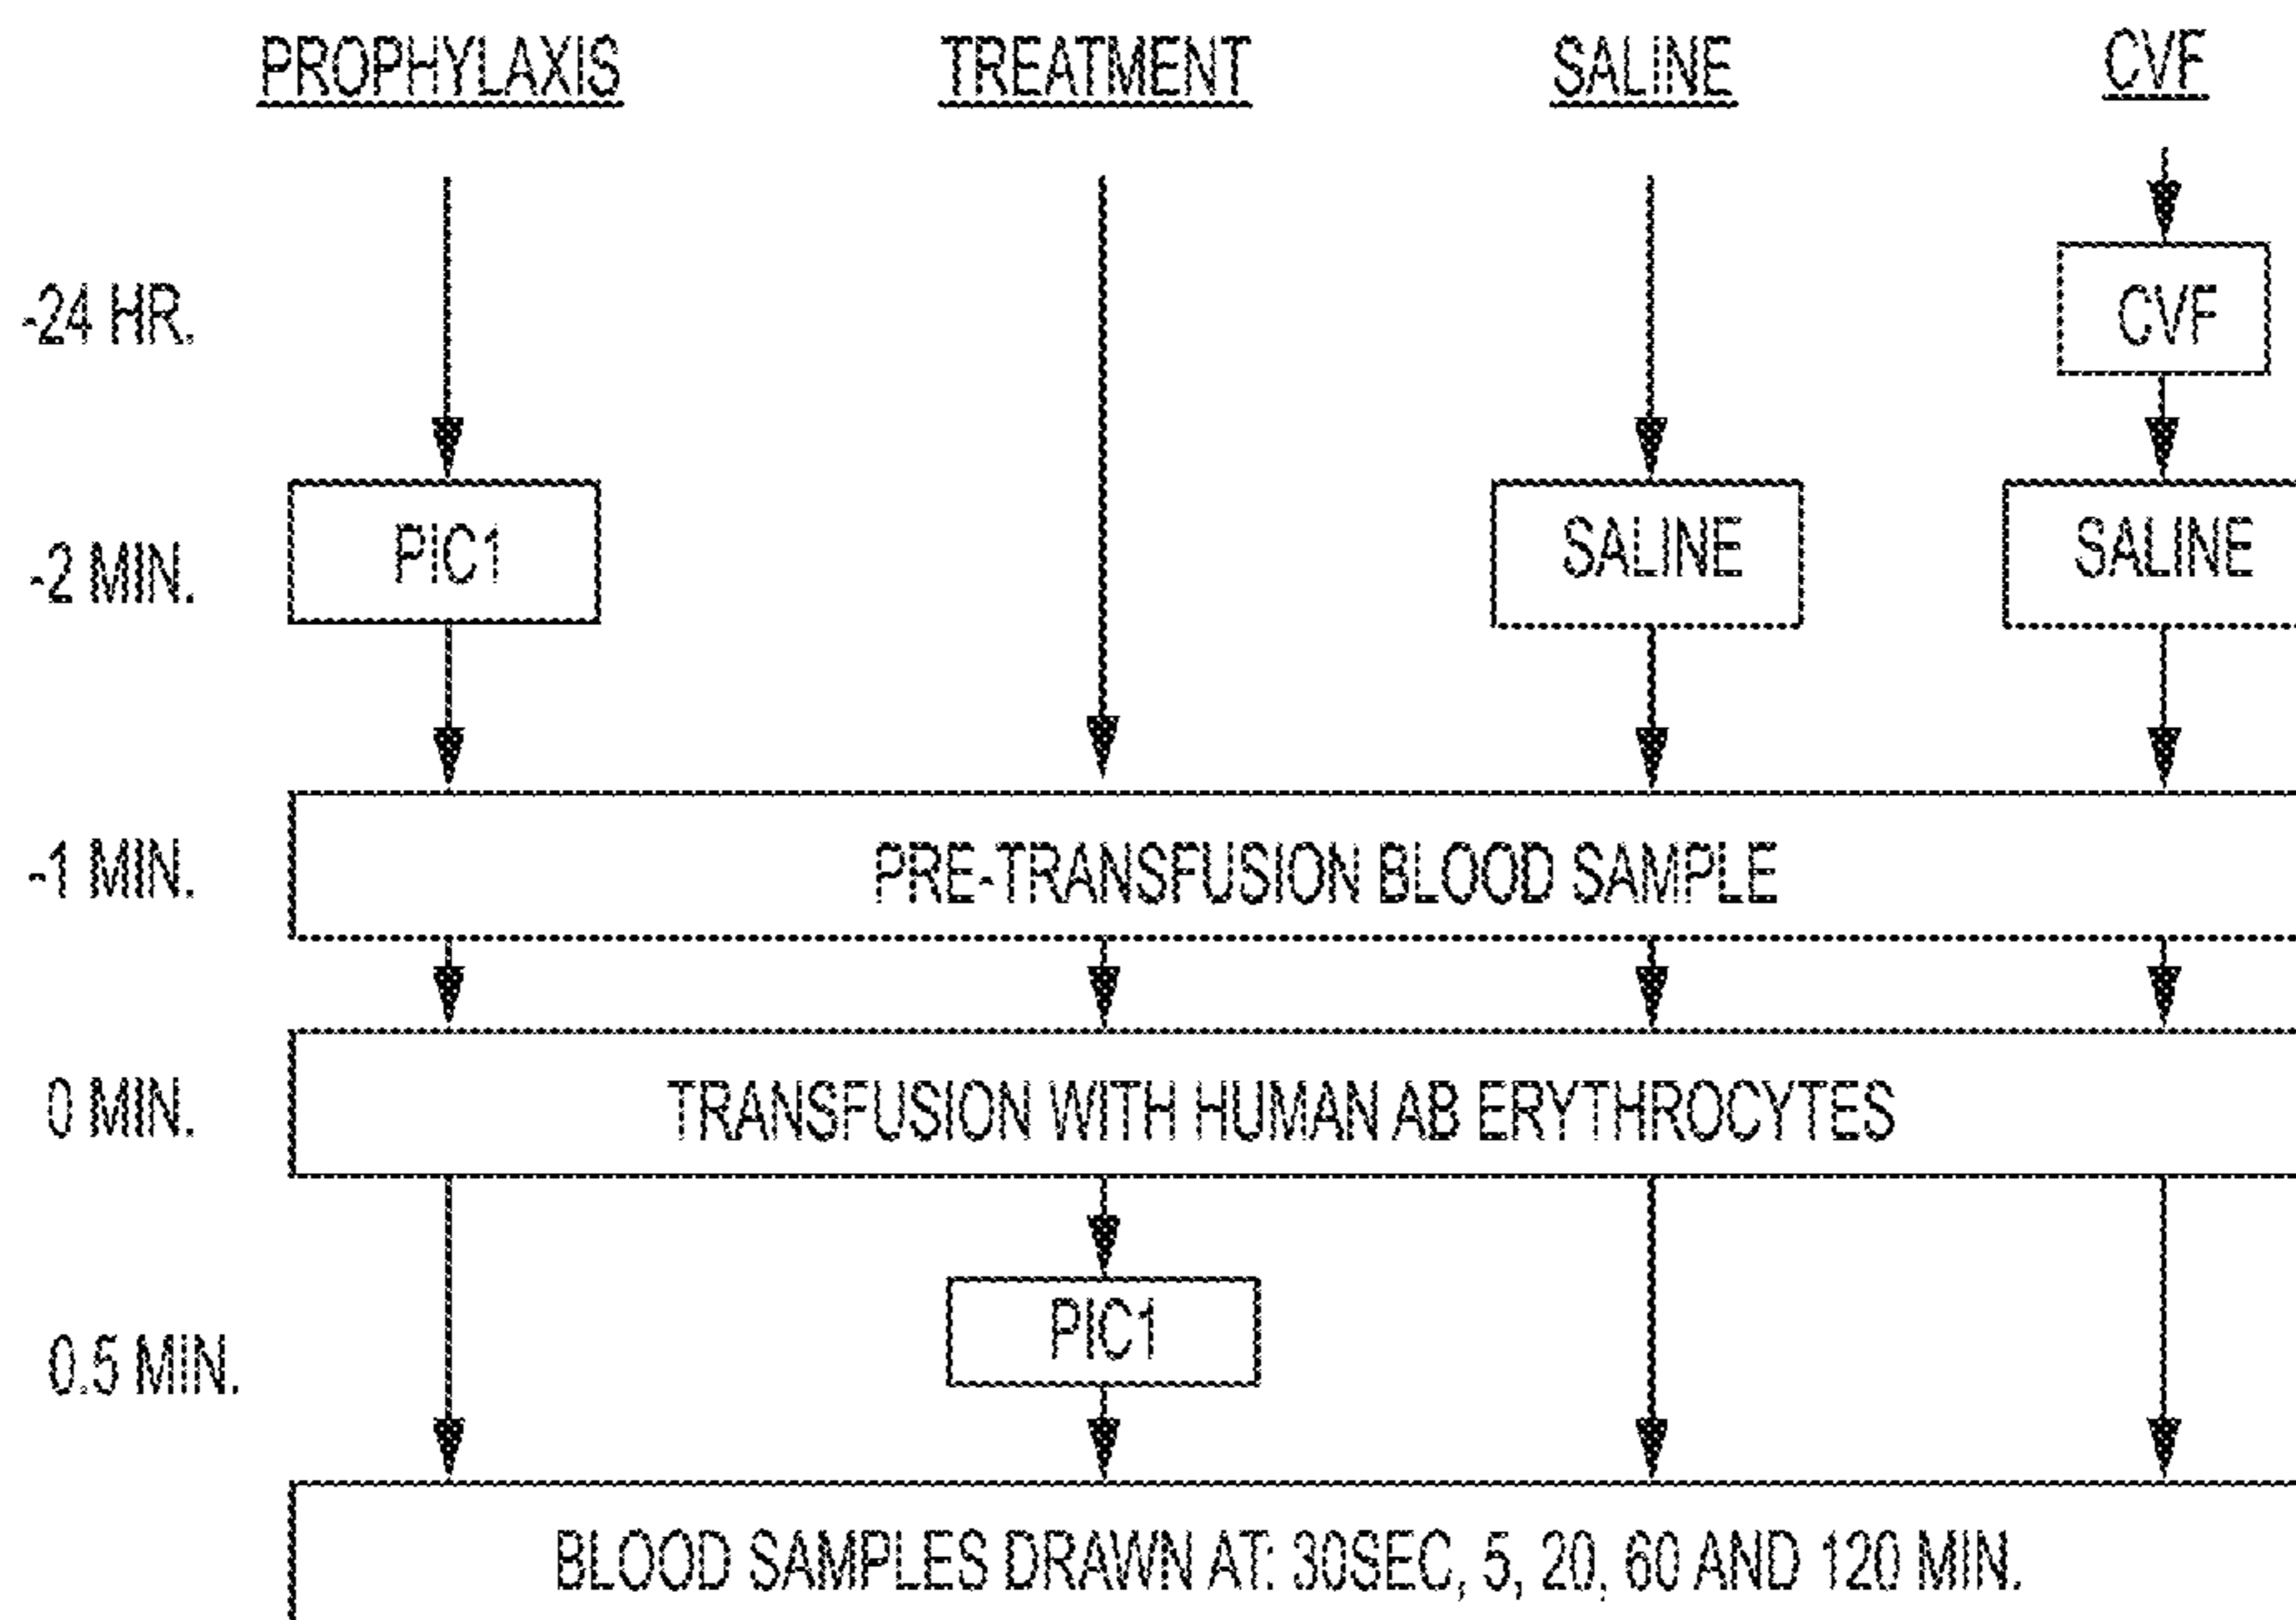 PROPHYLAXIS TREATMENT SALINE CVF
-24 HR. CVF
-2 MIN. PIC1 SALINE SALINE
-1 MIN. PRE-TRANSFUSION BLOOD SAMPLE
0 MIN. TRANSFUSION WITH HUMAN AB ERYTHROCYTES
0.5 MIN. PIC1
BLOOD SAMPLES DRAWN AT: 30SEC, 5, 20, 60 AND 120 MIN.